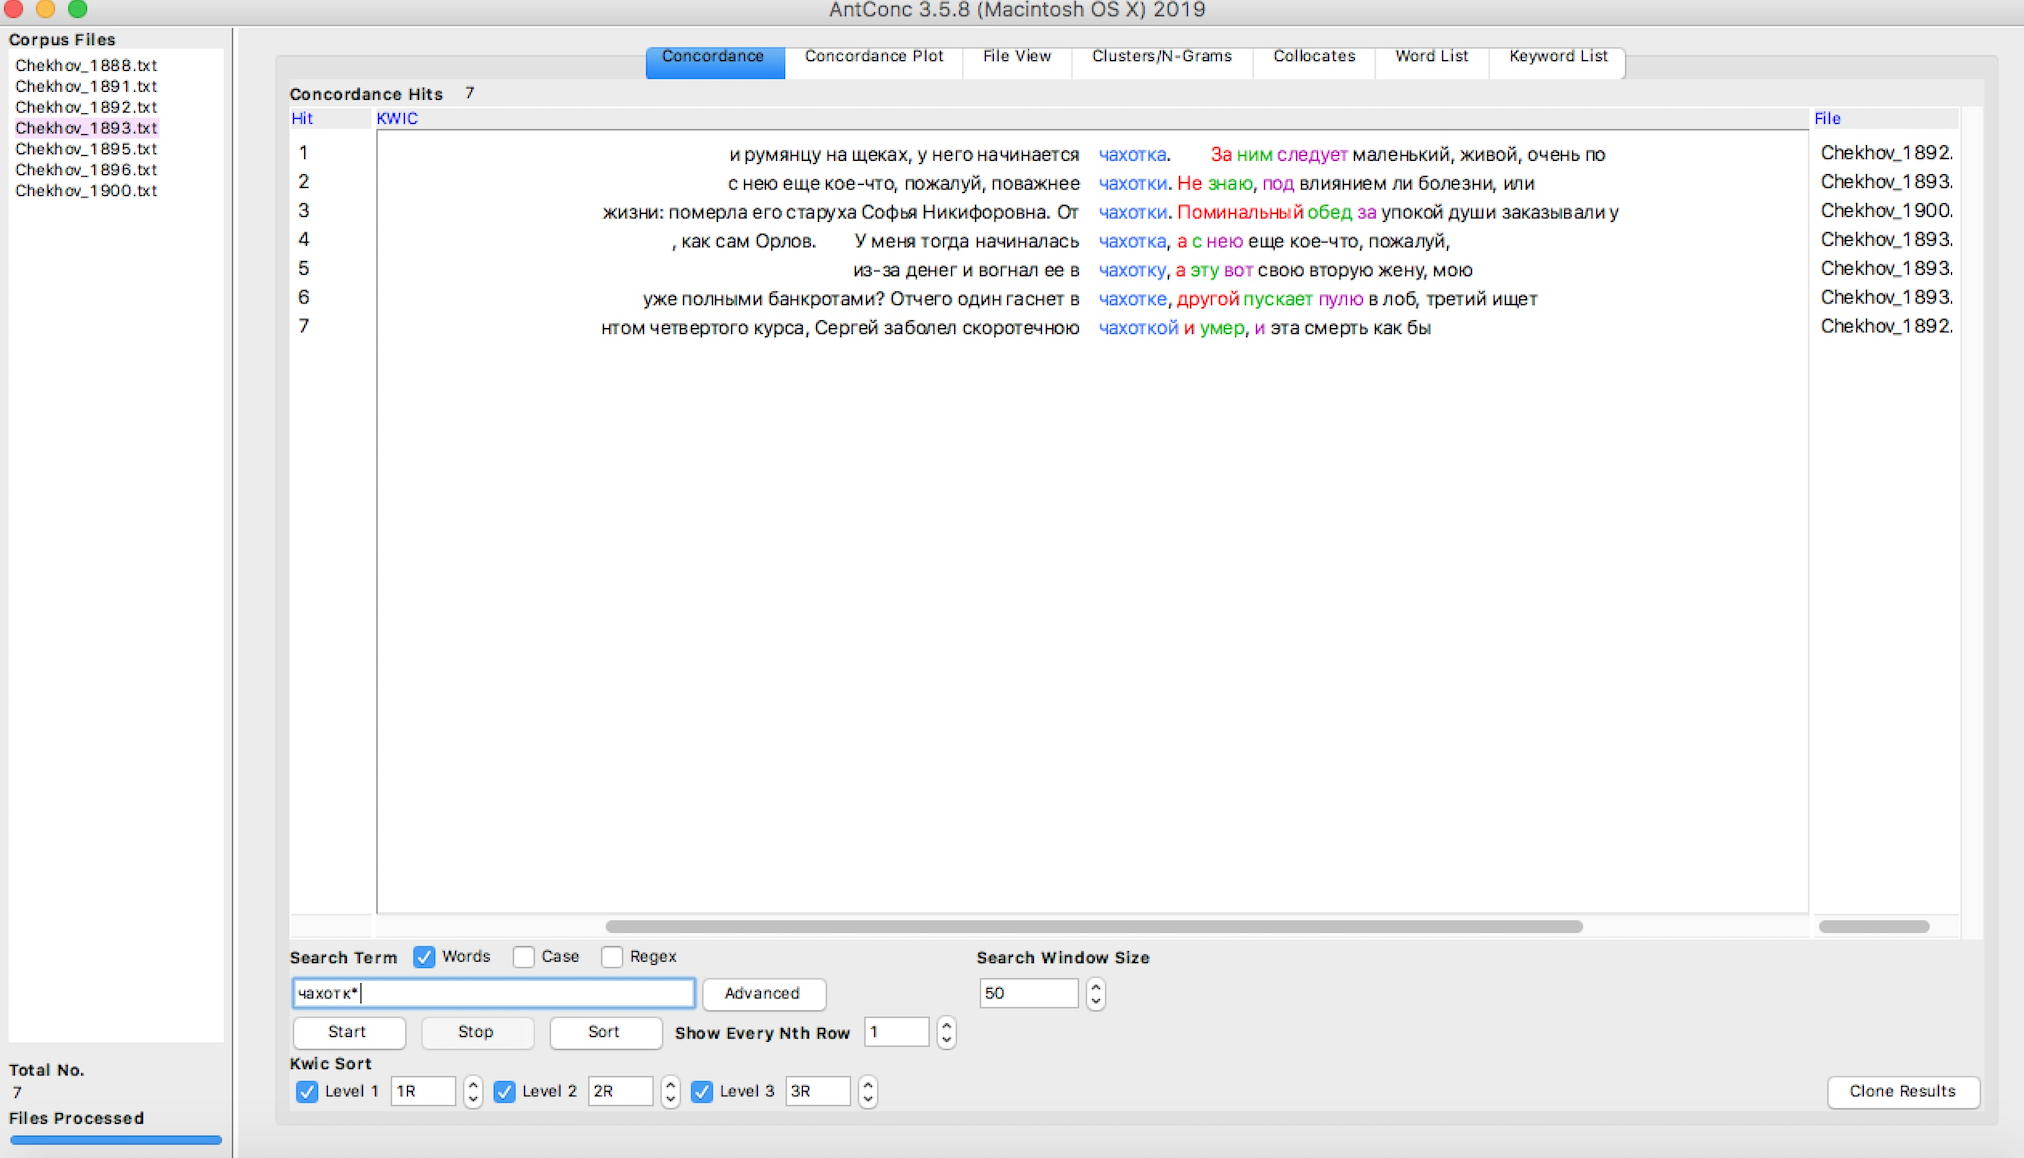 AntConc 3.5.8 (Macintosh OS X) 2019
Corpus Files
Chekhov_1888.txt
Chekhov_1891.txt
Chekhov_1892.txt
Chekhov_1893.txt
Chekhov_1895.txt
Chekhov_1896.txt
Chekhov_1900.txt
Total No.
7
Files Processed
Concordance Concordance Plot File View Clusters/N-Grams Collocates Word List Keyword List
Concordance Hits 7
Hit KWIC File
1 и румянцу на щеках, у него начинается чахотка. За ним следует маленький, живой, очень по Chekhov_1892.
2 с нею еще кое-что, пожалуй, поважнее чахотки. Не знаю, под влиянием ли болезни, или Chekhov_1893.
3 жизни: померла его старуха Софья Никифоровна. От чахотки. Поминальный обед за упокой души заказывали у Chekhov_1900.
4 , как сам Орлов. У меня тогда начиналась чахотка, а с нею еще кое-что, пожалуй, Chekhov_1893.
5 из-за денег и вогнал ее в чахотку, а эту вот свою вторую жену, мою Chekhov_1893.
6 уже полными банкротами? Отчего один гаснет в чахотке, другой пускает пулю в лоб, третий ищет Chekhov_1893.
7 нтом четвертого курса, Сергей заболел скоротечною чахоткой и умер, и эта смерть как бы Chekhov_1892.
Search Term Words Case Regex Search Window Size
чахотк* Advanced 50
Start Stop Sort Show Every Nth Row 1
Kwic Sort
Level 1 1R Level 2 2R Level 3 3R Clone Results